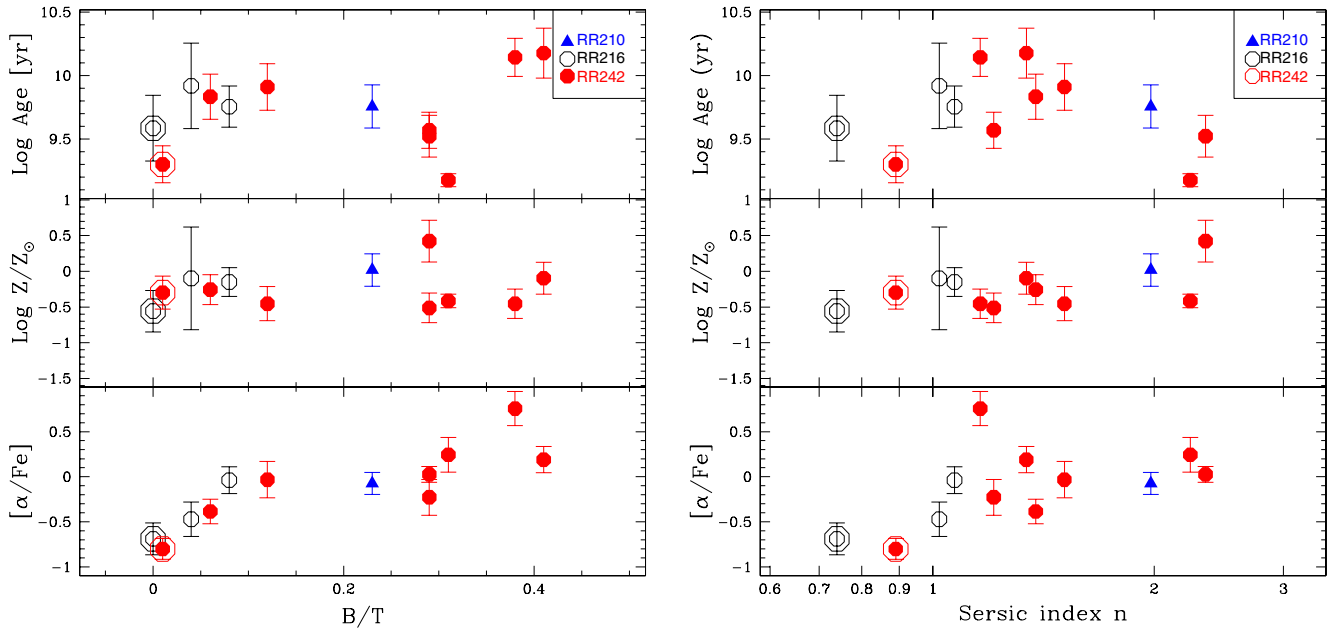 10.5
10
9.5
Log Age [yr]
RR210
RR216
RR242
1
0.5
0
−0.5
−1
−1.5
Log Z/Z⊙
0.5
0
−0.5
−1
[α/Fe]
0 0.2 0.4
B/T
10.5
10
9.5
Log Age (yr)
RR210
RR216
RR242
1
0.5
0
−0.5
−1
−1.5
Log Z/Z⊙
0.5
0
−0.5
−1
[α/Fe]
0.6 0.7 0.8 0.9 1 2 3
Sersic index n